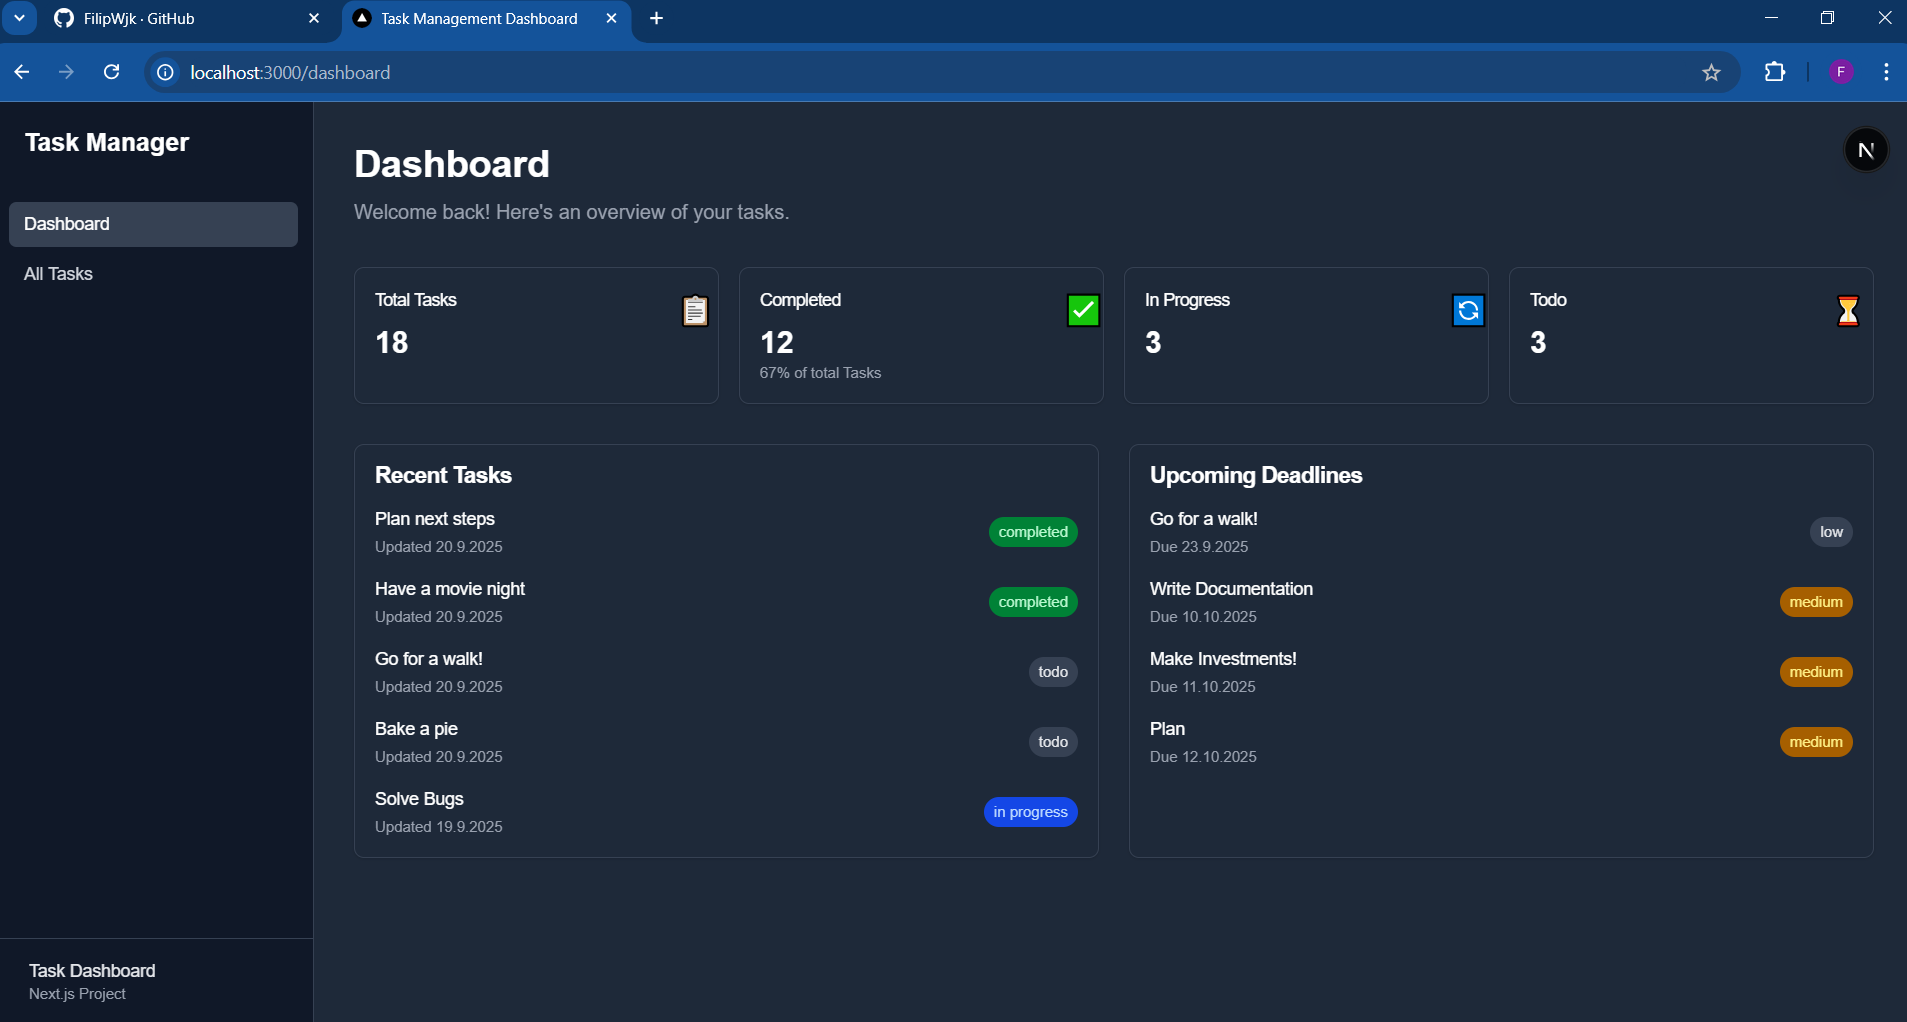 FilipWjk · GitHub
Task Management Dashboard
localhost:3000/dashboard
F
Task Manager
Dashboard
All Tasks
Dashboard
Welcome back! Here's an overview of your tasks.
N
Total Tasks
18
Completed
12
67% of total Tasks
In Progress
3
Todo
3
Recent Tasks
Plan next steps
Updated 20.9.2025
completed
Have a movie night
Updated 20.9.2025
completed
Go for a walk!
Updated 20.9.2025
todo
Bake a pie
Updated 20.9.2025
todo
Solve Bugs
Updated 19.9.2025
in progress
Upcoming Deadlines
Go for a walk!
Due 23.9.2025
low
Write Documentation
Due 10.10.2025
medium
Make Investments!
Due 11.10.2025
medium
Plan
Due 12.10.2025
medium
Task Dashboard
Next.js Project